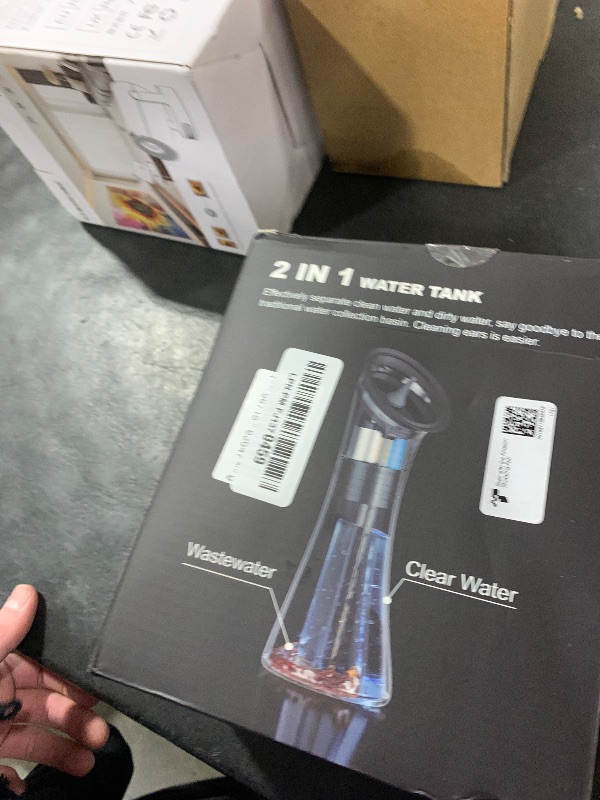 2 IN 1 WATER TANK
Effectively separate clean water and dirty water, say goodbye to the
traditional water collection basin. Cleaning ears is easier.
Wastewater
Clear Water